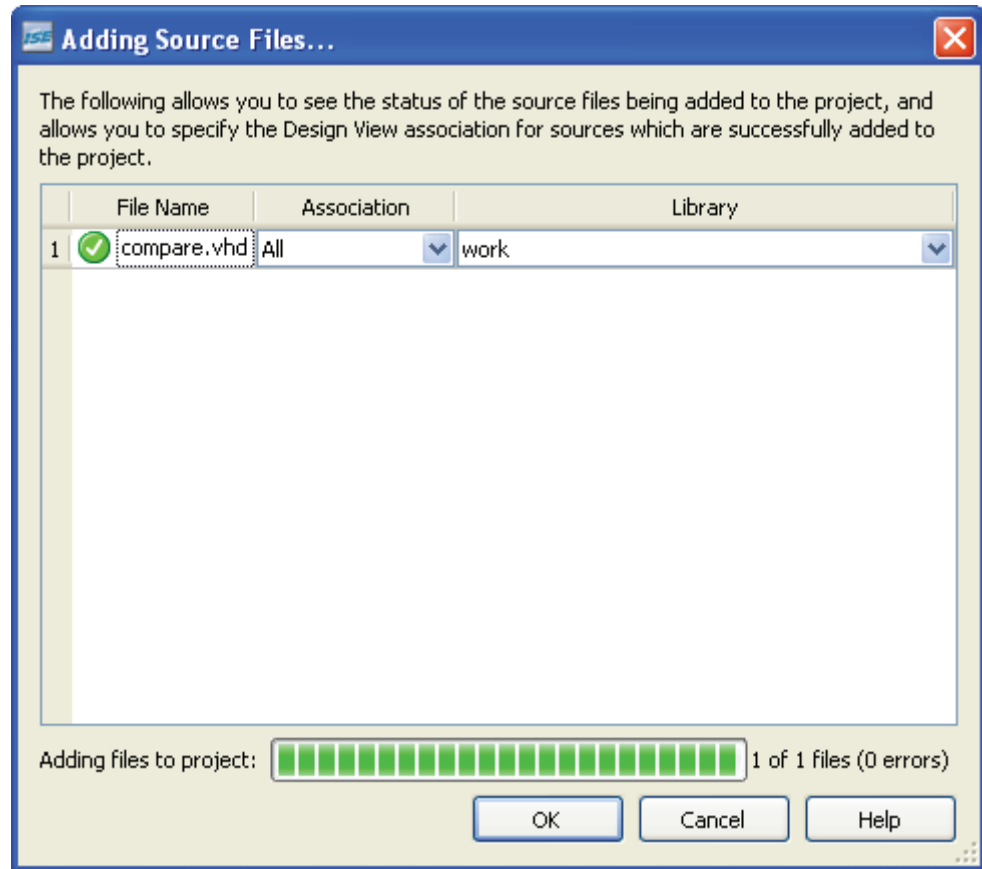 ISE Adding Source Files...
The following allows you to see the status of the source files being added to the project, and
allows you to specify the Design View association for sources which are successfully added to
the project.
File Name Association Library
1 compare.vhd All work
Adding files to project: 1 of 1 files (0 errors)
OK Cancel Help